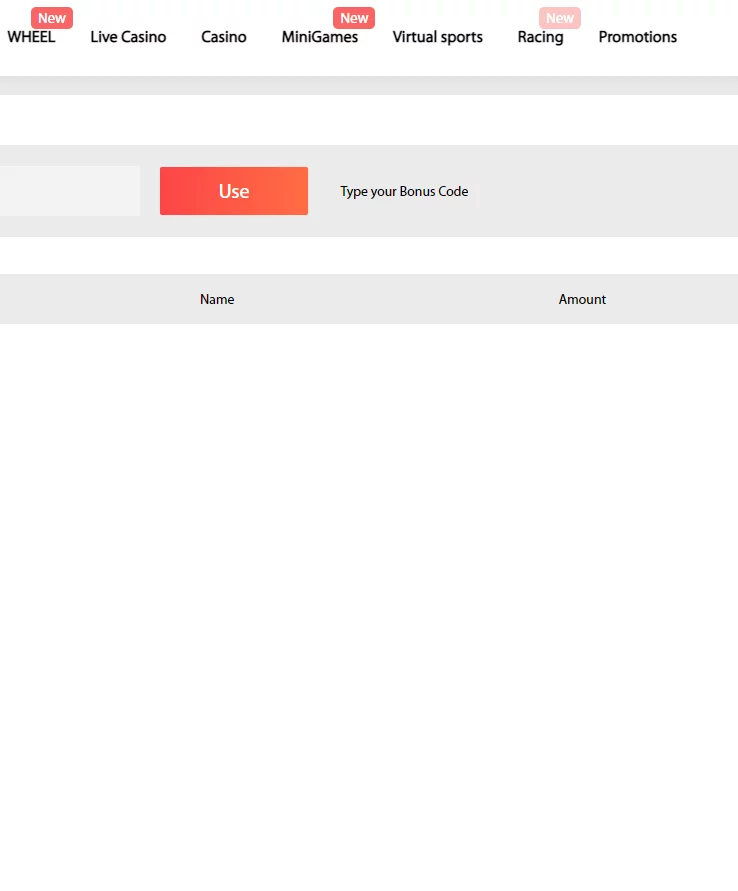 New New New
WHEEL Live Casino Casino MiniGames Virtual sports Racing Promotions
Use Type your Bonus Code
Name Amount